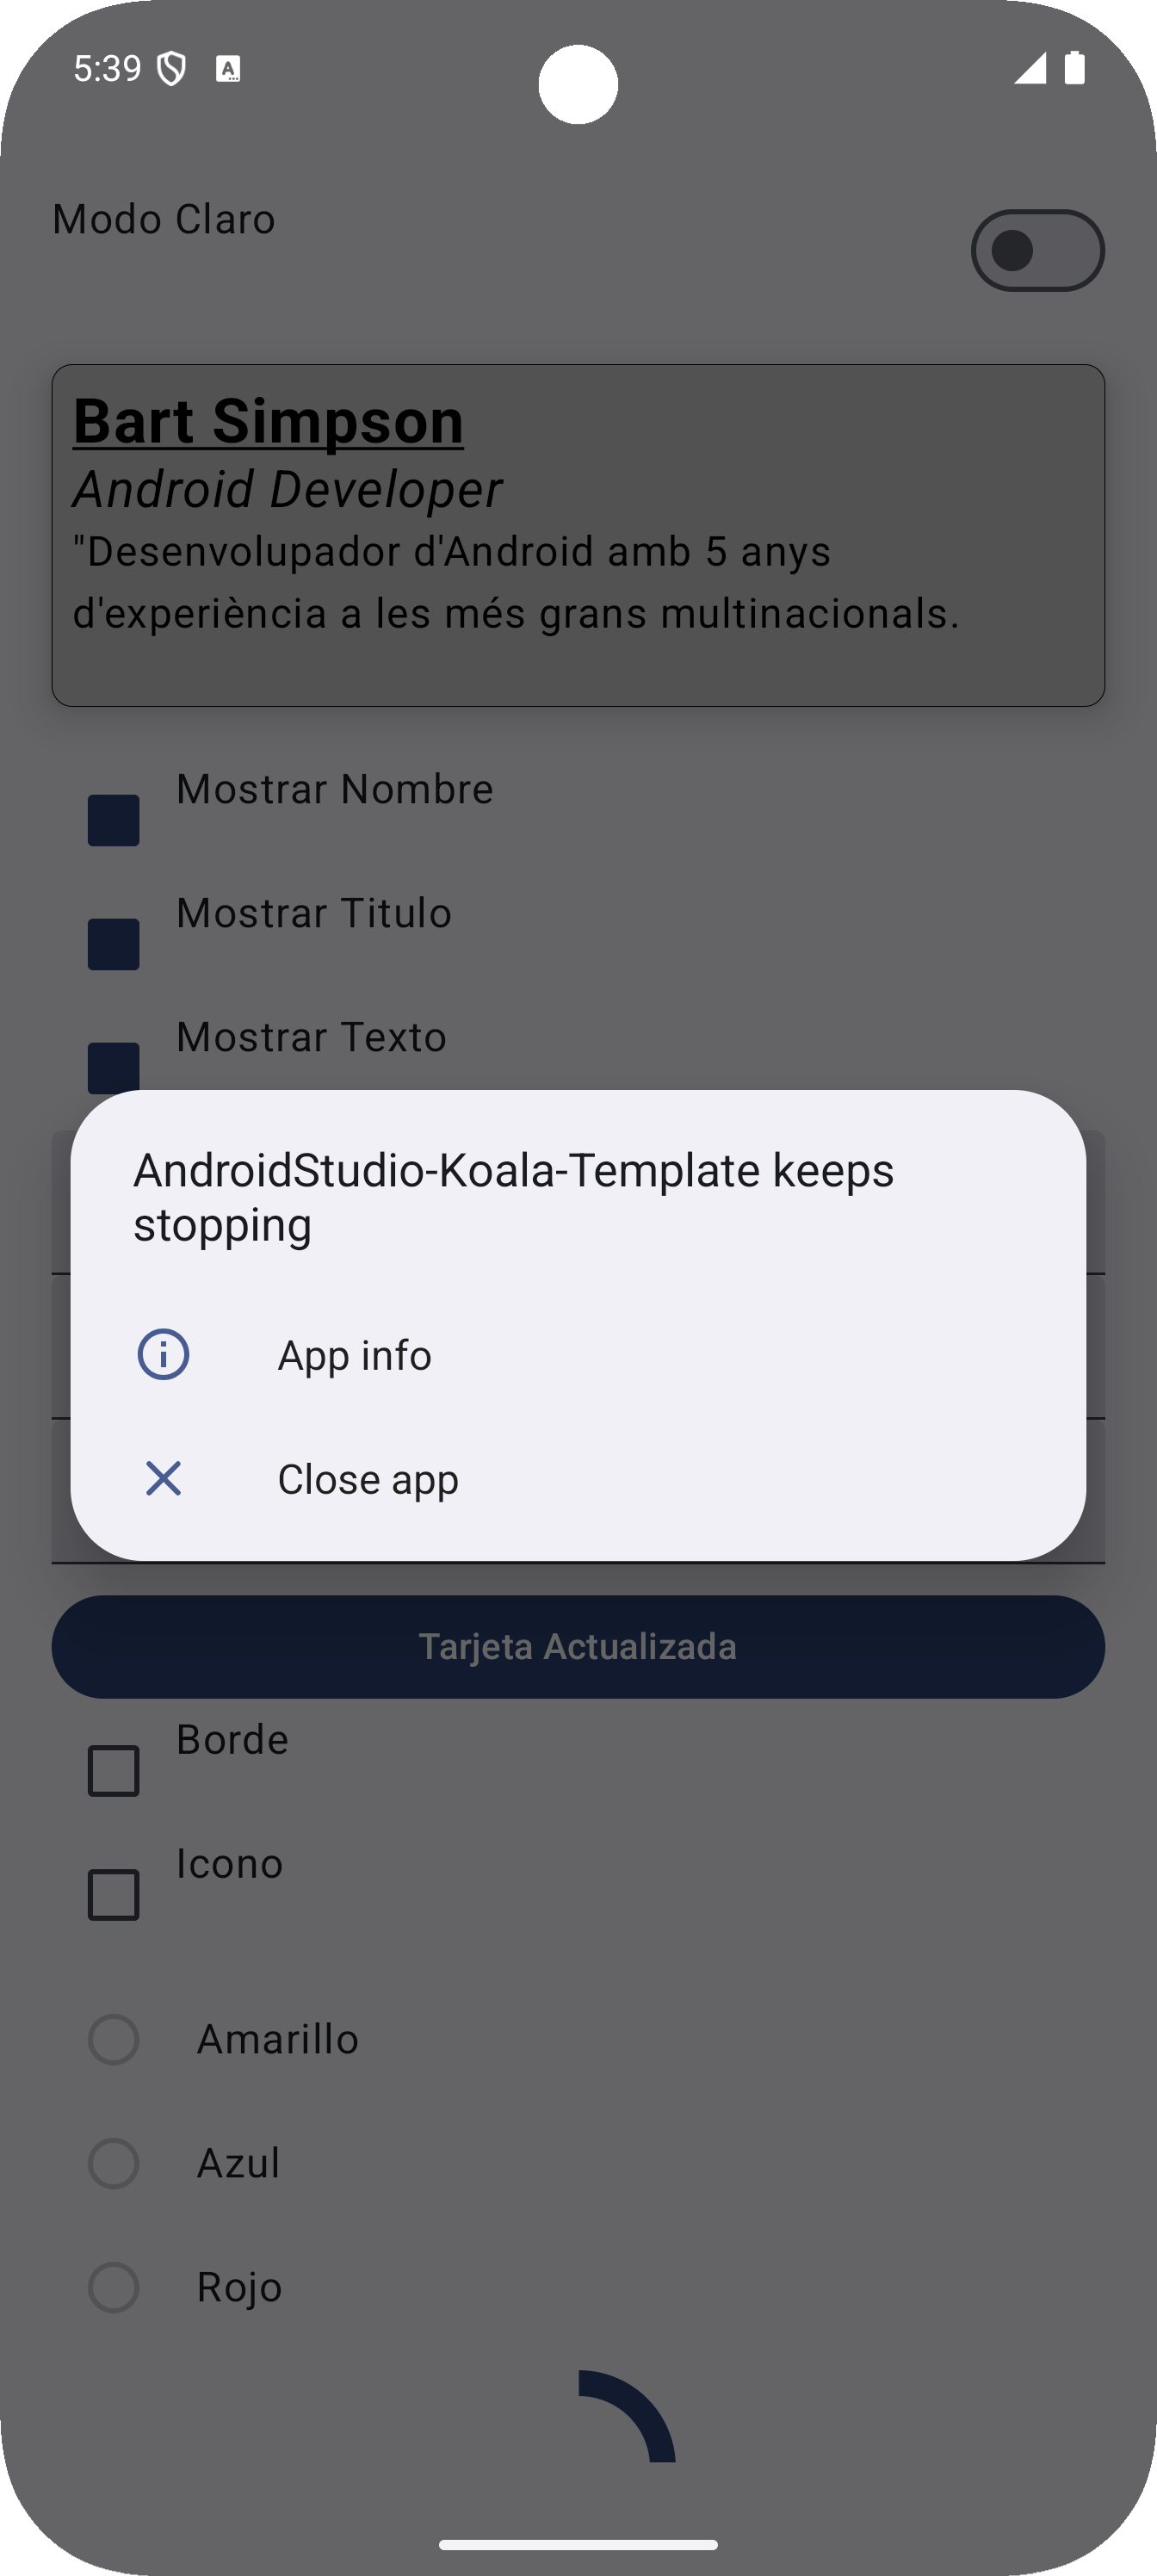 5:39
Modo Claro
Bart Simpson
Android Developer
"Desenvolupador d'Android amb 5 anys
d'experiència a les més grans multinacionals.
Mostrar Nombre
Mostrar Titulo
Mostrar Texto
AndroidStudio-Koala-Template keeps
stopping
App info
Close app
Tarjeta Actualizada
Borde
Icono
Amarillo
Azul
Rojo